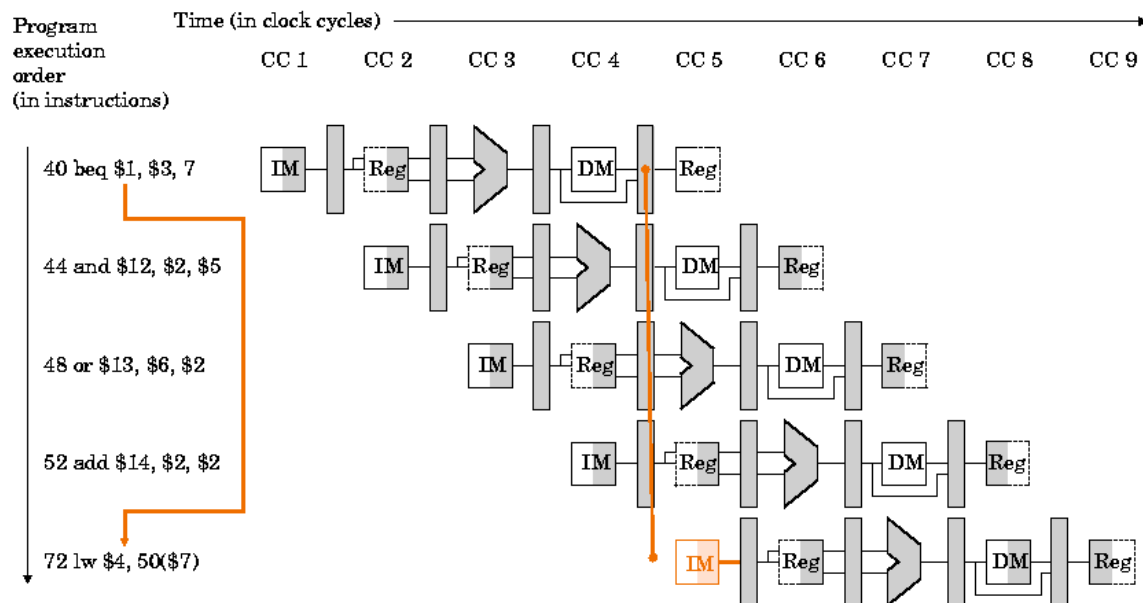 Time (in clock cycles)
Program
execution
order
(in instructions)
CC 1 CC 2 CC 3 CC 4 CC 5 CC 6 CC 7 CC 8 CC 9
40 beq $1, $3, 7
IM Reg DM Reg
44 and $12, $2, $5
IM Reg DM Reg
48 or $13, $6, $2
IM Reg DM Reg
52 add $14, $2, $2
IM Reg DM Reg
72 lw $4, 50($7)
IM Reg DM Reg